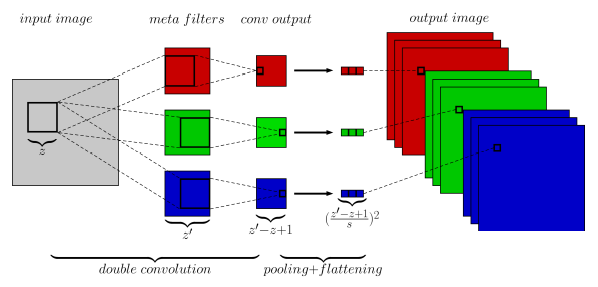 input image meta filters conv output output image
z
z′
z′−z+1
(z′−z+1/s)²
double convolution pooling+flattening